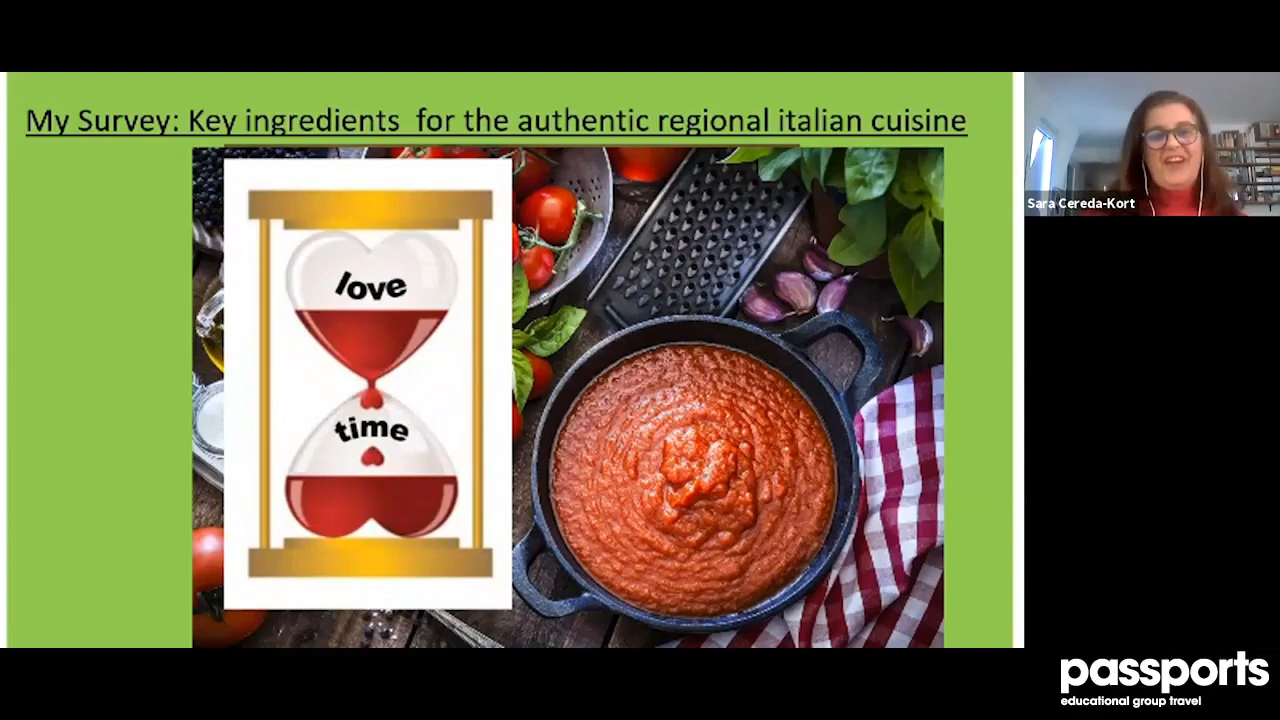 My Survey: Key ingredients  for the authentic regional italian cuisine
love
time
Sara Cereda-Kort
passports
educational group travel